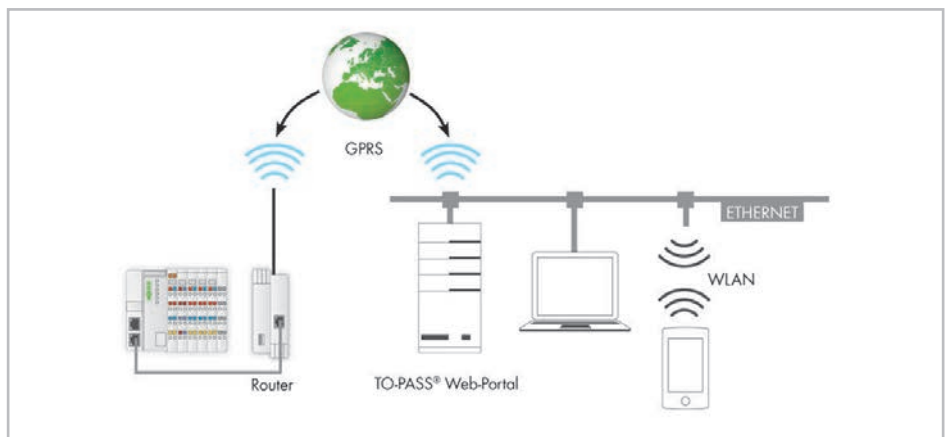 GPRS
ETHERNET
WLAN
Router
TO-PASS® Web-Portal